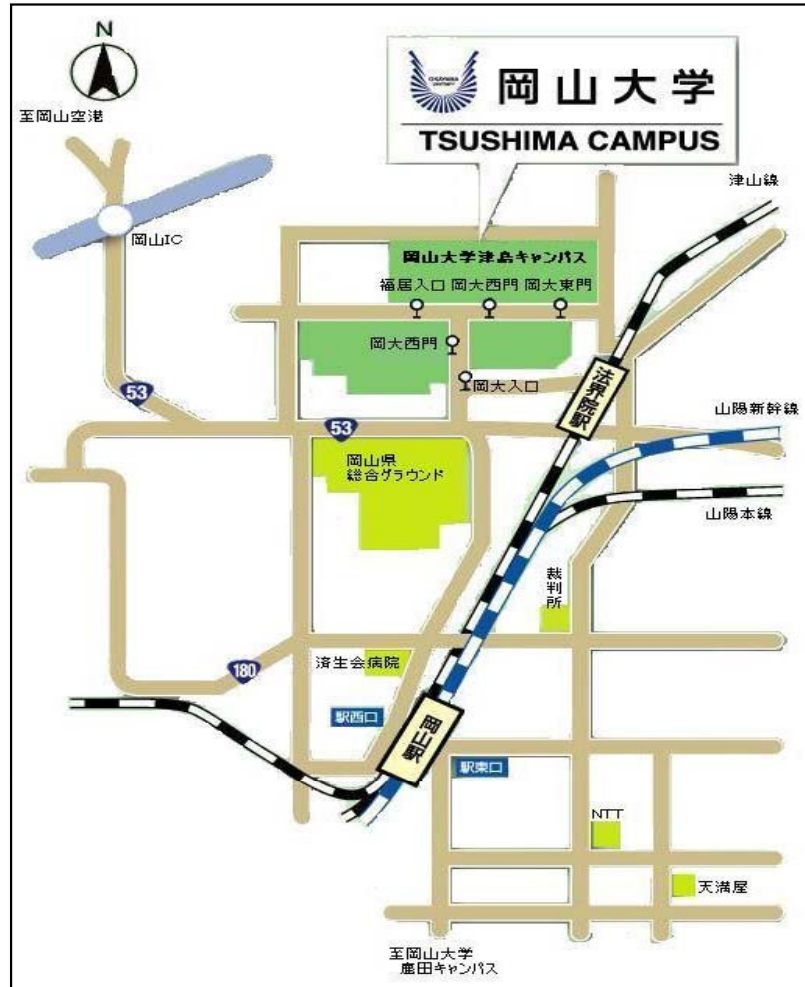 N
至岡山空港
岡山大学
TSUSHIMA CAMPUS
津山線
岡山IC
岡山大学津島キャンパス
福居入口 岡大西門 岡大東門
岡大西門
岡大入口
法界院駅
53
53
山陽新幹線
岡山県
総合グラウンド
山陽本線
裁判所
済生会病院
180
駅西口
岡山駅
駅東口
NTT
天満屋
至岡山大学
鹿田キャンパス